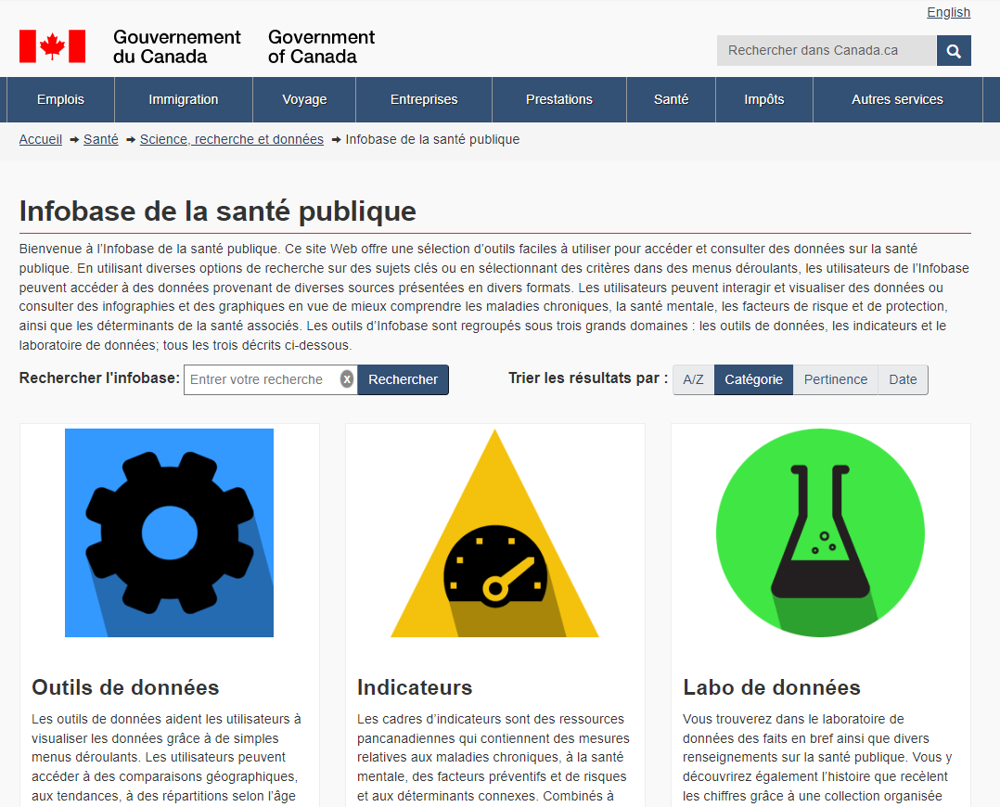 English
Gouvernement
du Canada
Government
of Canada
Rechercher dans Canada.ca
Emplois
Immigration
Voyage
Entreprises
Prestations
Santé
Impôts
Autres services
Accueil ➡ Santé ➡ Science, recherche et données ➡ Infobase de la santé publique
Infobase de la santé publique
Bienvenue à l’Infobase de la santé publique. Ce site Web offre une sélection d’outils faciles à utiliser pour accéder et consulter des données sur la santé
publique. En utilisant diverses options de recherche sur des sujets clés ou en sélectionnant des critères dans des menus déroulants, les utilisateurs de l’Infobase
peuvent accéder à des données provenant de diverses sources présentées en divers formats. Les utilisateurs peuvent interagir et visualiser des données ou
consulter des infographies et des graphiques en vue de mieux comprendre les maladies chroniques, la santé mentale, les facteurs de risque et de protection,
ainsi que les déterminants de la santé associés. Les outils d’Infobase sont regroupés sous trois grands domaines : les outils de données, les indicateurs et le
laboratoire de données; tous les trois décrits ci-dessous.
Rechercher l'infobase: Entrer votre recherche x Rechercher
Trier les résultats par : A/Z Catégorie Pertinence Date
Outils de données
Les outils de données aident les utilisateurs à
visualiser les données grâce à de simples
menus déroulants. Les utilisateurs peuvent
accéder à des comparaisons géographiques,
aux tendances, à des répartitions selon l’âge
Indicateurs
Les cadres d’indicateurs sont des ressources
pancanadiennes qui contiennent des mesures
relatives aux maladies chroniques, à la santé
mentale, des facteurs préventifs et de risques
et aux déterminants connexes. Combinés à
Labo de données
Vous trouverez dans le laboratoire de
données des faits en bref ainsi que divers
renseignements sur la santé publique. Vous y
découvrirez également l’histoire que recèlent
les chiffres grâce à une collection organisée